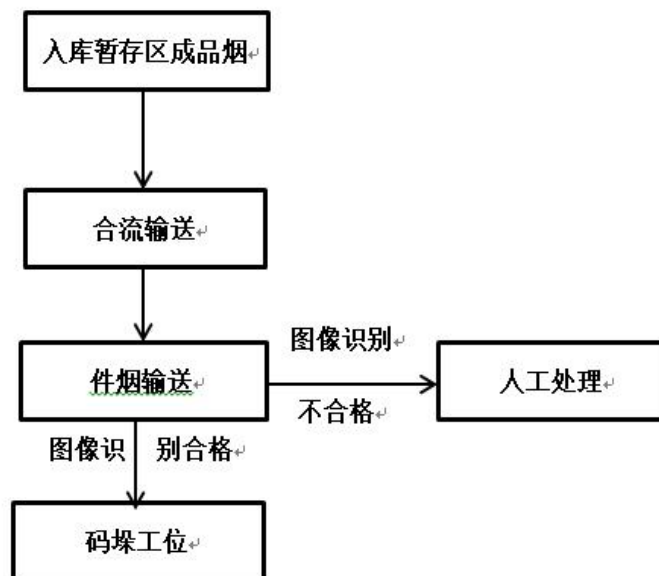 入库暂存区成品烟
合流输送
图像识别
件烟输送
人工处理
不合格
图像识 别合格
码垛工位